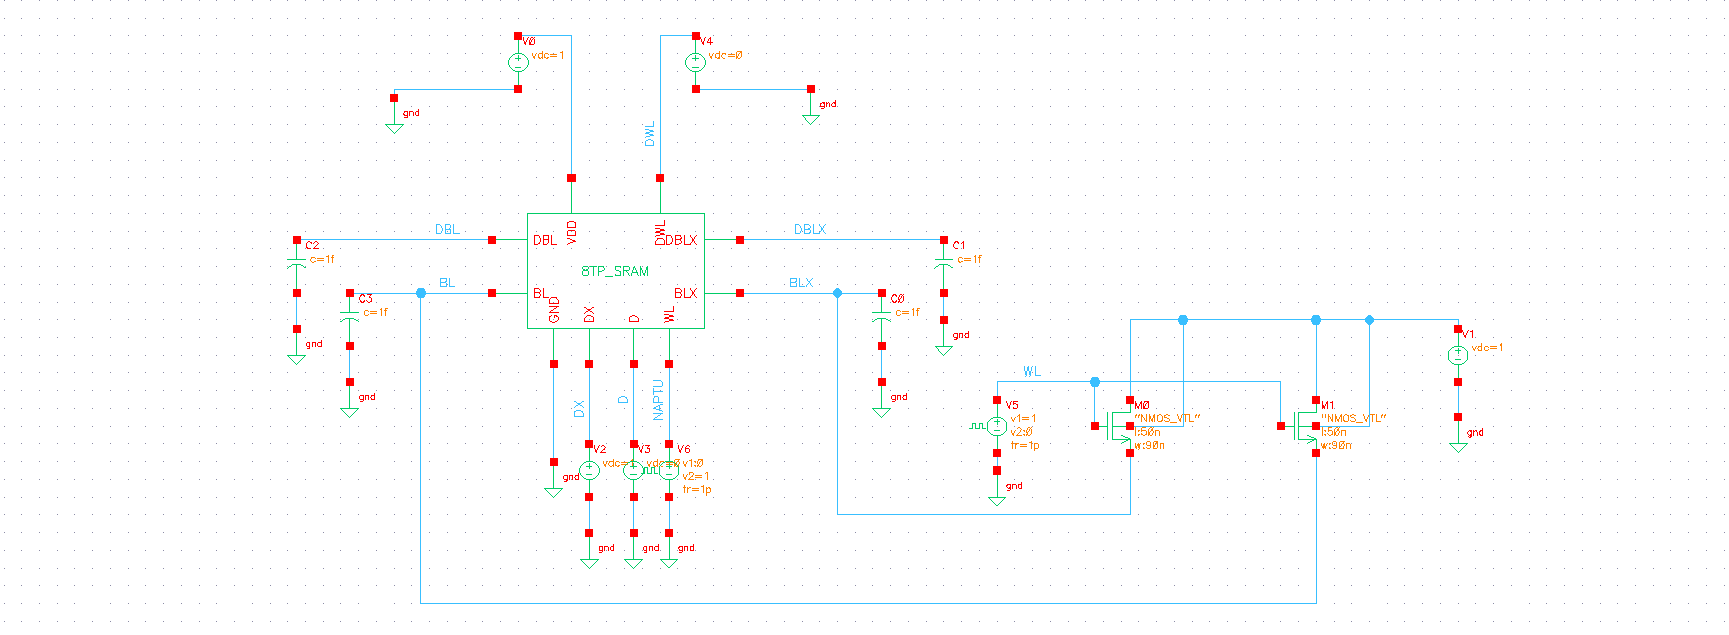 V0
vdc=1
gnd
V4
vdc=0
gnd
DWL
VDD
DWL
DBL
DBL
DBLX
DBLX
C2
c=1f
gnd
C1
c=1f
gnd
8TP_SRAM
BL
BL
BLX
BLX
C3
c=1f
gnd
C0
c=1f
gnd
GND
DX
D
WL
DX
D
NAPTU
gnd
V2
vdc=1
gnd
V3
vdc=0
gnd
V6
v1:0
v2=1
tr=1p
gnd
WL
V5
v1=1
v2:0
tr=1p
gnd
M0
"NMOS_VTL"
l:50n
w:90n
M1
"NMOS_VTL"
l:50n
w:90n
V1
vdc=1
gnd